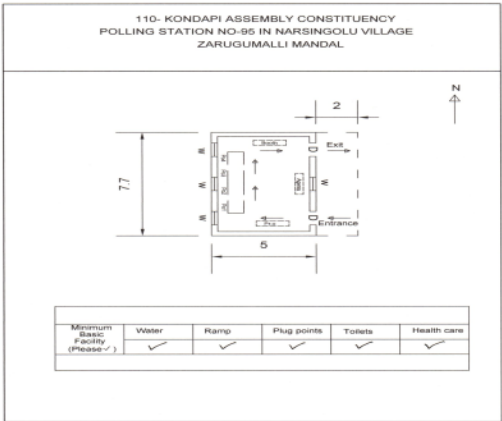 110- KONDAPI ASSEMBLY CONSTITUENCY
POLLING STATION NO-95 IN NARSINGOLU VILLAGE
ZARUGUMALLI MANDAL
N
2
Exit
W
W
W
W
7.7
Entrance
5
Minimum Basic Facility (Please✓)
Water
Ramp
Plug points
Toilets
Health care
✓ ✓ ✓ ✓ ✓